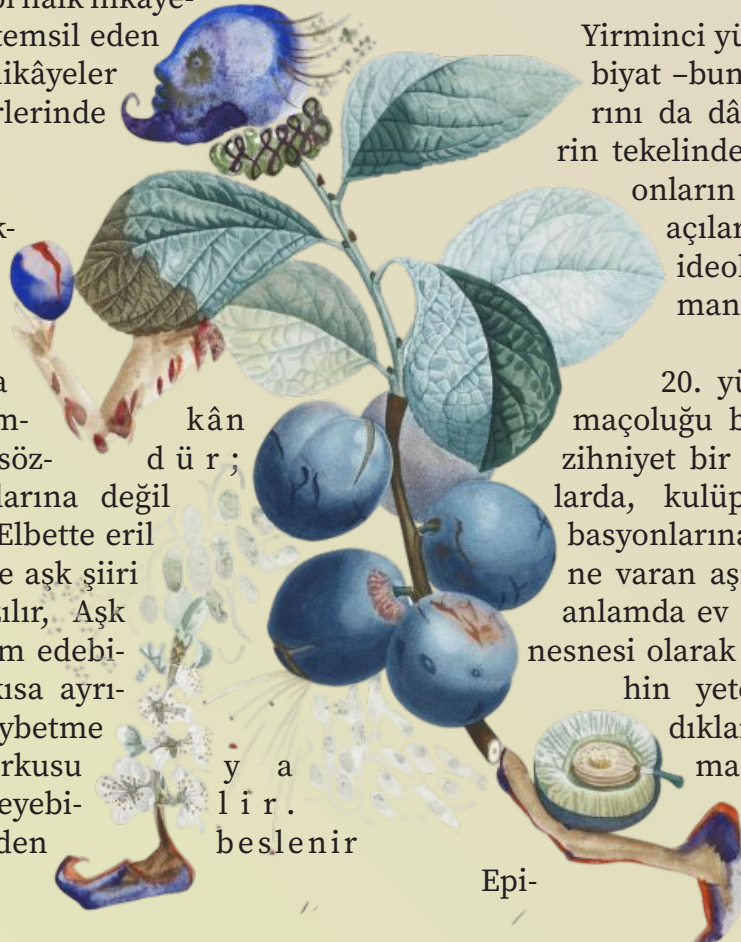 temsil eden
hikâyeler
rlerinde
k-
a
m- kân
söz- dür;
larına değil
Elbette eril
e aşk şiiri
zılır, Aşk
m edebi-
kısa ayrı-
ybetme
rkusu ya
eyebi- lir.
den beslenir
Yirminci yü
biyat –bun
rını da dâ
rin tekelinde
onların
açılar
ideol
man
20. yü
maçoluğu b
zihniyet bir
larda, kulüp
basyonlarına
ne varan aş
anlamda ev
nesnesi olarak
hin yete
dıklar
ma
Epi-